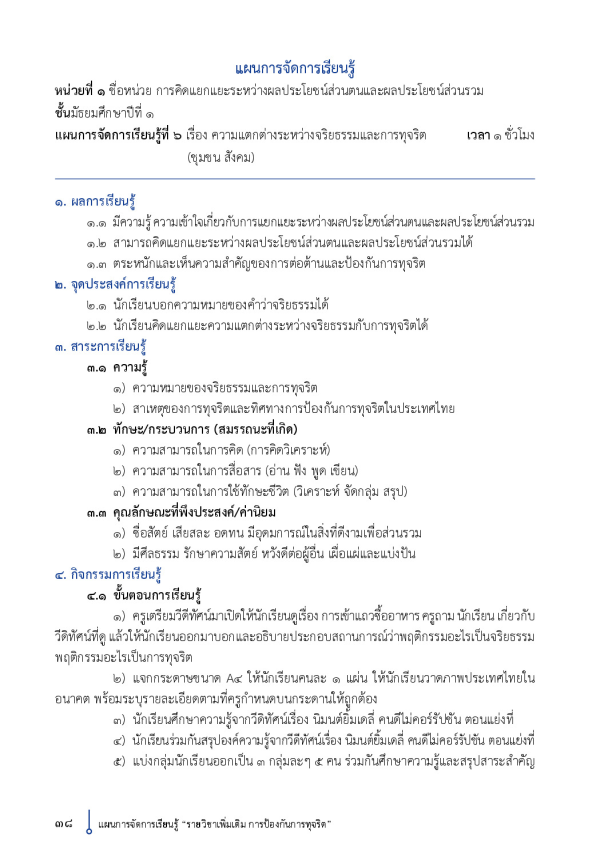 แผนการจัดการเรียนรู้
หน่วยที่ ๑ ชื่อหน่วย การคิดแยกแยะระหว่างผลประโยชน์ส่วนตนและผลประโยชน์ส่วนรวม
ชั้นมัธยมศึกษาปีที่ ๑
แผนการจัดการเรียนรู้ที่ ๖ เรื่อง ความแตกต่างระหว่างจริยธรรมและการทุจริต เวลา ๑ ชั่วโมง
(ชุมชน สังคม)
๑. ผลการเรียนรู้
๑.๑ มีความรู้ ความเข้าใจเกี่ยวกับการแยกแยะระหว่างผลประโยชน์ส่วนตนและผลประโยชน์ส่วนรวม
๑.๒ สามารถคิดแยกแยะระหว่างผลประโยชน์ส่วนตนและผลประโยชน์ส่วนรวมได้
๑.๓ ตระหนักและเห็นความสำคัญของการต่อต้านและป้องกันการทุจริต
๒. จุดประสงค์การเรียนรู้
๒.๑ นักเรียนบอกความหมายของคำว่าจริยธรรมได้
๒.๒ นักเรียนคิดแยกแยะความแตกต่างระหว่างจริยธรรมกับการทุจริตได้
๓. สาระการเรียนรู้
๓.๑ ความรู้
๑) ความหมายของจริยธรรมและการทุจริต
๒) สาเหตุของการทุจริตและทิศทางการป้องกันการทุจริตในประเทศไทย
๓.๒ ทักษะ/กระบวนการ (สมรรถนะที่เกิด)
๑) ความสามารถในการคิด (การคิดวิเคราะห์)
๒) ความสามารถในการสื่อสาร (อ่าน ฟัง พูด เขียน)
๓) ความสามารถในการใช้ทักษะชีวิต (วิเคราะห์ จัดกลุ่ม สรุป)
๓.๓ คุณลักษณะที่พึงประสงค์/ค่านิยม
๑) ซื่อสัตย์ เสียสละ อดทน มีอุดมการณ์ในสิ่งที่ดีงามเพื่อส่วนรวม
๒) มีศีลธรรม รักษาความสัตย์ หวังดีต่อผู้อื่น เผื่อแผ่และแบ่งปัน
๔. กิจกรรมการเรียนรู้
๔.๑ ขั้นตอนการเรียนรู้
๑) ครูเตรียมวีดีทัศน์มาเปิดให้นักเรียนดูเรื่อง การเข้าแถวซื้ออาหาร ครูถาม นักเรียน เกี่ยวกับ
วีดิทัศน์ที่ดู แล้วให้นักเรียนออกมาบอกและอธิบายประกอบสถานการณ์ว่าพฤติกรรมอะไรเป็นจริยธรรม
พฤติกรรมอะไรเป็นการทุจริต
๒) แจกกระดาษขนาด A๔ ให้นักเรียนคนละ ๑ แผ่น ให้นักเรียนวาดภาพประเทศไทยใน
อนาคต พร้อมระบุรายละเอียดตามที่ครูกำหนดบนกระดานให้ถูกต้อง
๓) นักเรียนศึกษาความรู้จากวีดิทัศน์เรื่อง นิมนต์ยิ้มเดลี่ คนดีไม่คอร์รัปชัน ตอนแย่งที่
๔) นักเรียนร่วมกันสรุปองค์ความรู้จากวีดีทัศน์เรื่อง นิมนต์ยิ้มเดลี่ คนดีไม่คอร์รัปชัน ตอนแย่งที่
๕) แบ่งกลุ่มนักเรียนออกเป็น ๓ กลุ่มละๆ ๕ คน ร่วมกันศึกษาความรู้และสรุปสาระสำคัญ
๓๘ แผนการจัดการเรียนรู้ “รายวิชาเพิ่มเติม การป้องกันการทุจริต”